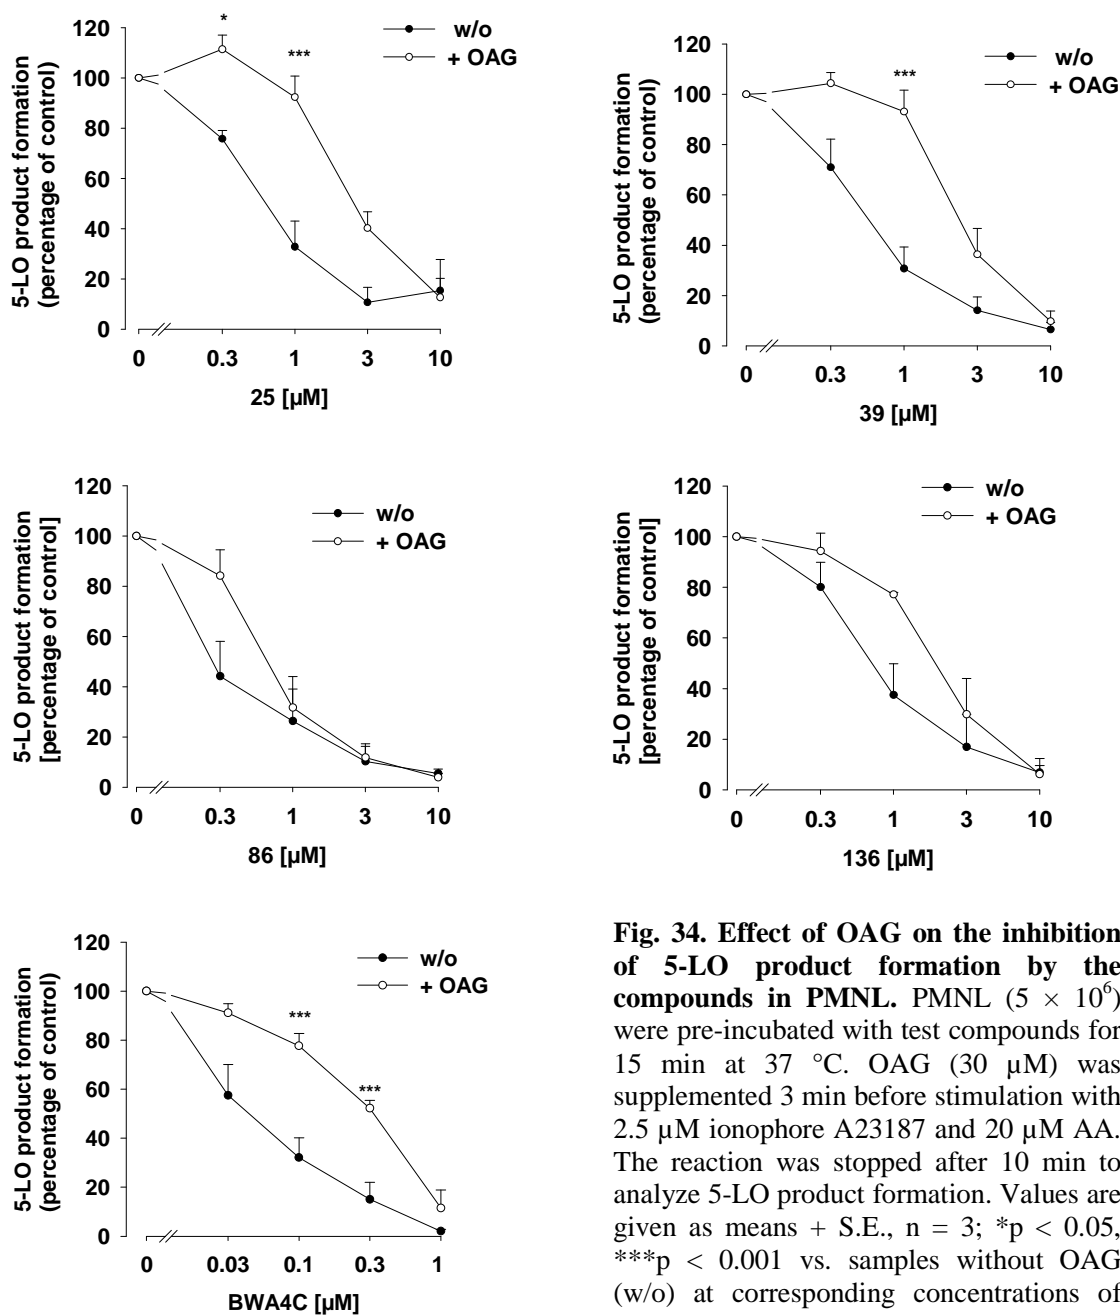 120
100
80
60
40
20
0
5-LO product formation
(percentage of control)
*
***
w/o
+ OAG
0 0.3 1 3 10
25 [µM]
120
100
80
60
40
20
0
5-LO product formation
(percentage of control)
***
w/o
+ OAG
0 0.3 1 3 10
39 [µM]
120
100
80
60
40
20
0
5-LO product formation
[percentage of control]
w/o
+ OAG
0 0.3 1 3 10
86 [µM]
120
100
80
60
40
20
0
5-LO product formation
[percentage of control]
w/o
+ OAG
0 0.3 1 3 10
136 [µM]
120
100
80
60
40
20
0
5-LO product formation
(percentage of control)
***
***
w/o
+ OAG
0 0.03 0.1 0.3 1
BWA4C [µM]
Fig. 34. Effect of OAG on the inhibition
of 5-LO product formation by the
compounds in PMNL. PMNL (5 × 10⁶)
were pre-incubated with test compounds for
15 min at 37 °C. OAG (30 µM) was
supplemented 3 min before stimulation with
2.5 µM ionophore A23187 and 20 µM AA.
The reaction was stopped after 10 min to
analyze 5-LO product formation. Values are
given as means + S.E., n = 3; *p < 0.05,
***p < 0.001 vs. samples without OAG
(w/o) at corresponding concentrations of